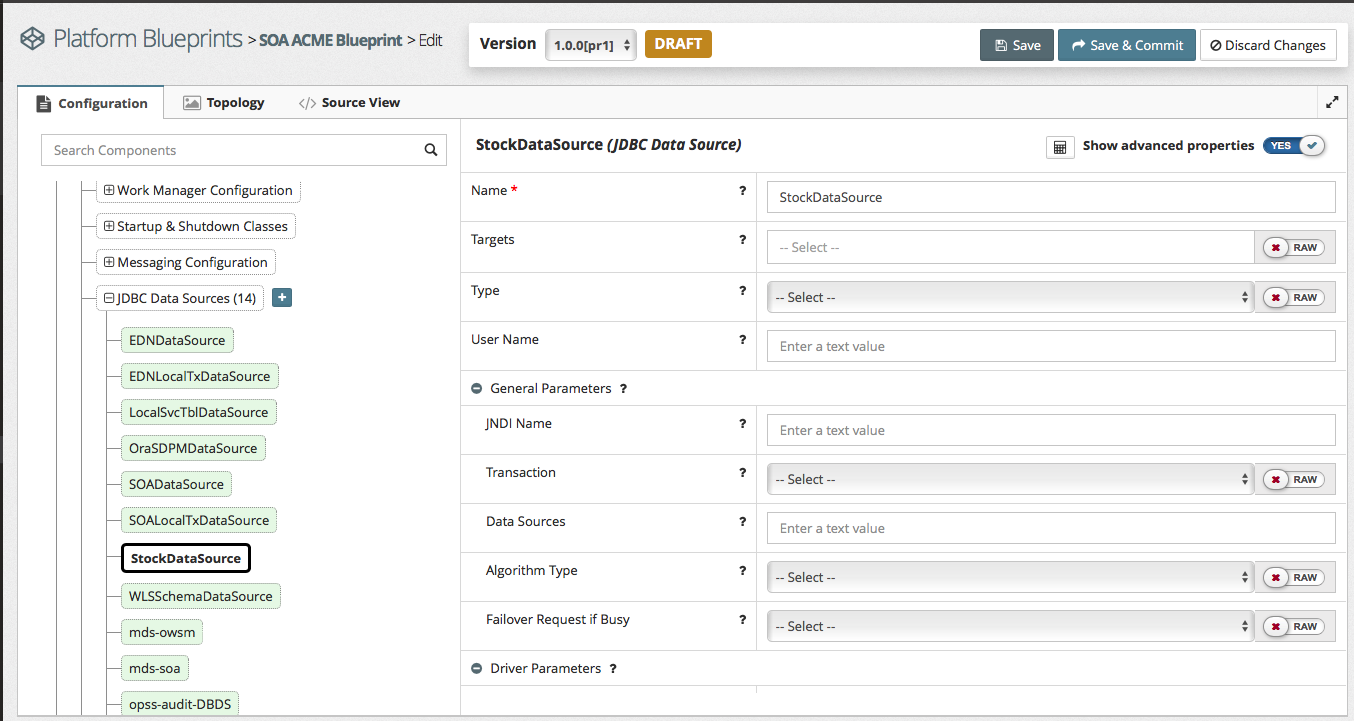 Platform Blueprints > SOA ACME Blueprint > Edit
Version 1.0.0[pr1] DRAFT
Save
Save & Commit
Discard Changes
Configuration
Topology
</> Source View
Search Components
Work Manager Configuration
Startup & Shutdown Classes
Messaging Configuration
JDBC Data Sources (14)
EDNDataSource
EDNLocalTxDataSource
LocalSvcTblDataSource
OraSDPMDataSource
SOADataSource
SOALocalTxDataSource
StockDataSource
WLSSchemaDataSource
mds-owsm
mds-soa
opss-audit-DBDS
StockDataSource (JDBC Data Source)
Show advanced properties YES
Name * ? StockDataSource
Targets ? -- Select -- RAW
Type ? -- Select -- RAW
User Name ? Enter a text value
General Parameters ?
JNDI Name ? Enter a text value
Transaction ? -- Select -- RAW
Data Sources ? Enter a text value
Algorithm Type ? -- Select -- RAW
Failover Request if Busy ? -- Select -- RAW
Driver Parameters ?